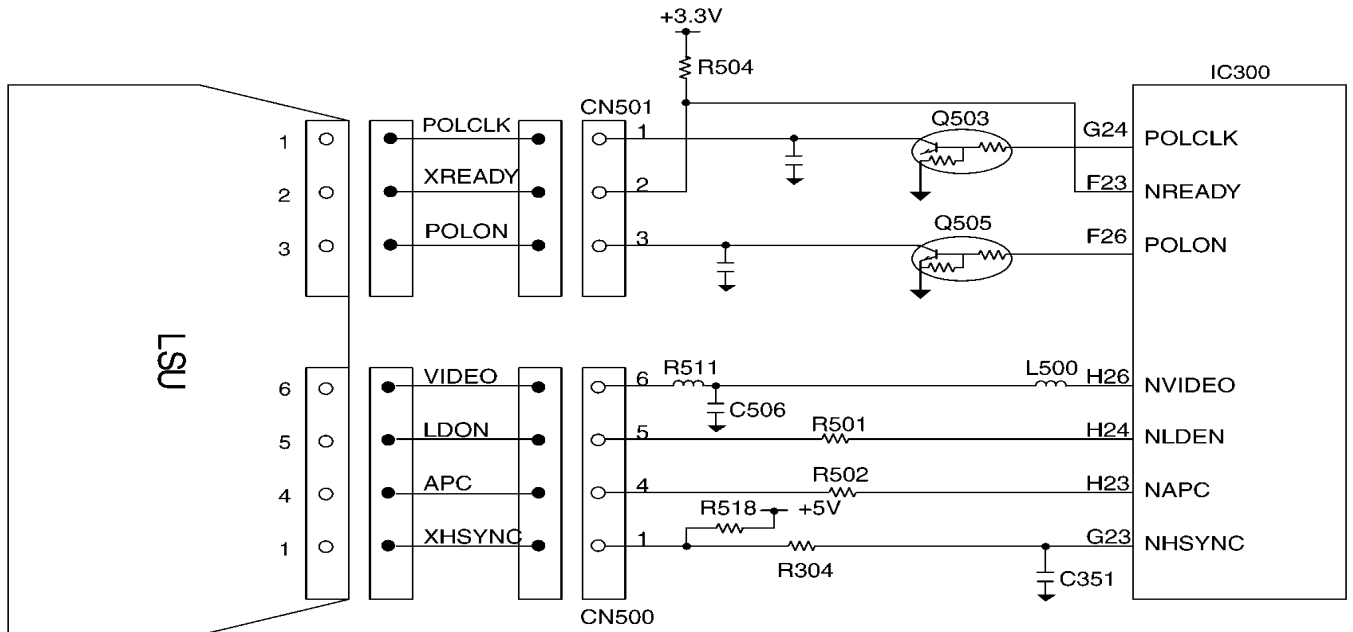 +3.3V
R504
IC300
CN501
1 POLCLK 1 Q503 G24 POLCLK
2 XREADY 2 F23 NREADY
3 POLON 3 Q505 F26 POLON
LSU
6 VIDEO 6 R511 C506 L500 H26 NVIDEO
5 LDON 5 R501 H24 NLDEN
4 APC 4 R502 H23 NAPC
R518 +5V
1 XHSYNC 1 R304 G23 NHSYNC
C351
CN500